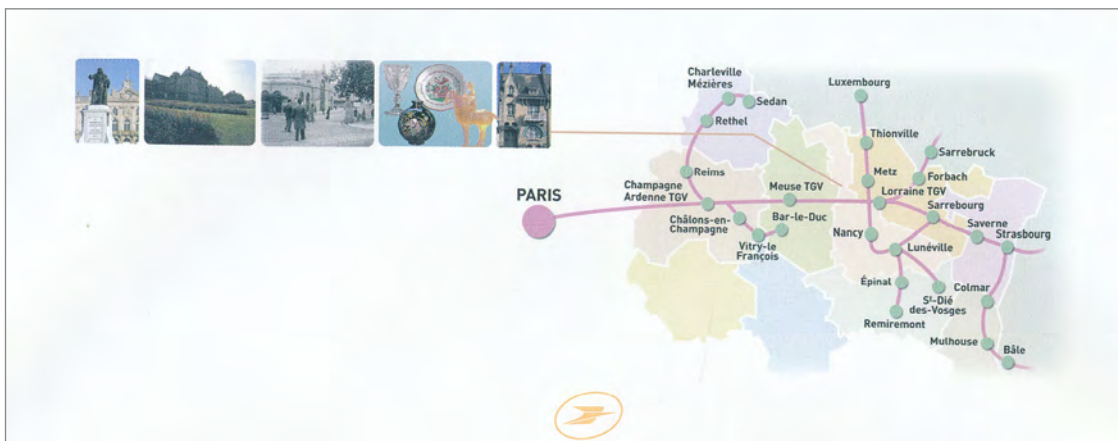 Charleville
Mézières
Sedan
Luxembourg
Rethel
Thionville
Sarrebruck
Reims
Metz
Forbach
PARIS
Champagne
Ardenne TGV
Meuse TGV
Lorraine TGV
Sarrebourg
Châlons-en-
Champagne
Bar-le-Duc
Vitry-le
François
Nancy
Lunéville
Saverne
Strasbourg
Épinal
St-Dié
des-Vosges
Colmar
Remiremont
Mulhouse
Bâle